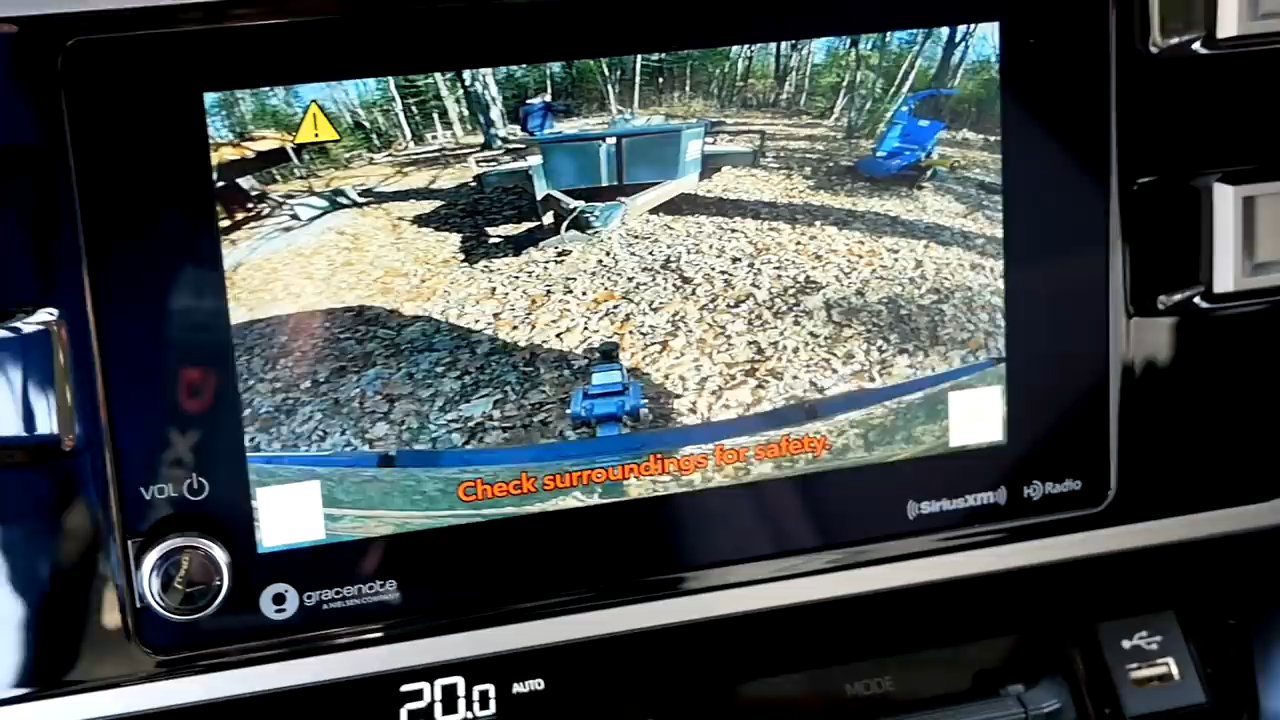 Check surroundings for safety.
VOL
((SiriusXM))
HD Radio
gracenote
A NIELSEN COMPANY
20.0 AUTO
MODE